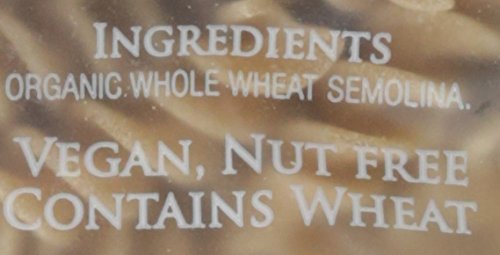 INGREDIENTS
ORGANIC WHOLE WHEAT SEMOLINA.
VEGAN, NUT FREE
CONTAINS WHEAT